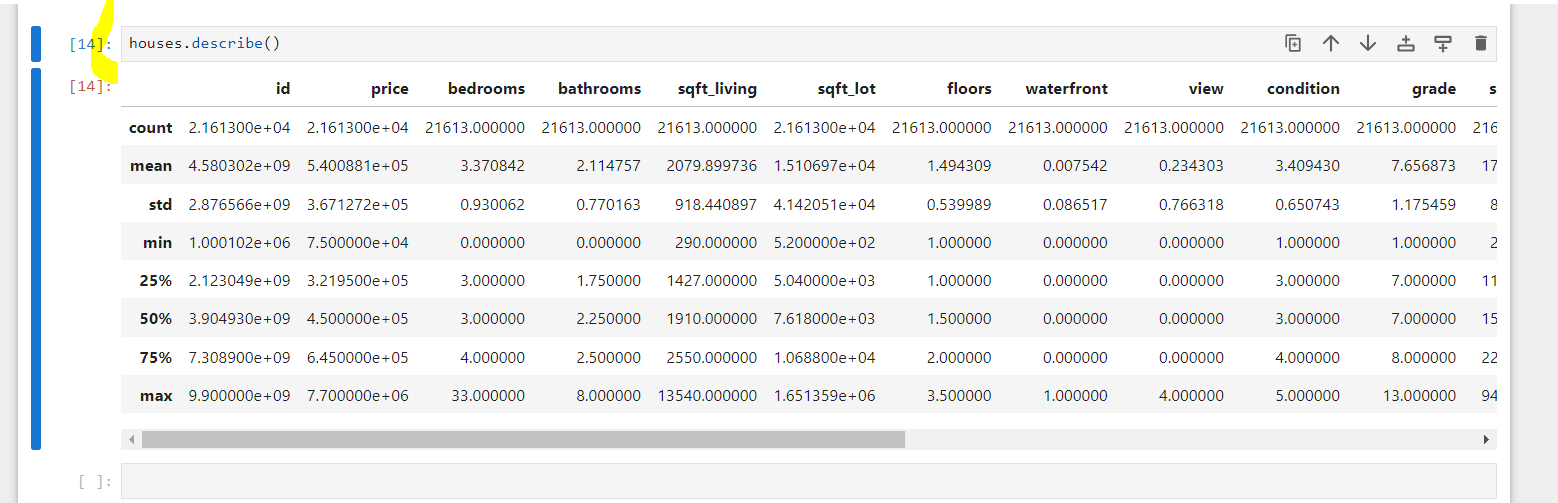 [14]: houses.describe()
[14]:
id price bedrooms bathrooms sqft_living sqft_lot floors waterfront view condition grade s
count 2.161300e+04 2.161300e+04 21613.000000 21613.000000 21613.000000 2.161300e+04 21613.000000 21613.000000 21613.000000 21613.000000 21613.000000 216
mean 4.580302e+09 5.400881e+05 3.370842 2.114757 2079.899736 1.510697e+04 1.494309 0.007542 0.234303 3.409430 7.656873 17
std 2.876566e+09 3.671272e+05 0.930062 0.770163 918.440897 4.142051e+04 0.539989 0.086517 0.766318 0.650743 1.175459 8
min 1.000102e+06 7.500000e+04 0.000000 0.000000 290.000000 5.200000e+02 1.000000 0.000000 0.000000 1.000000 1.000000 2
25% 2.123049e+09 3.219500e+05 3.000000 1.750000 1427.000000 5.040000e+03 1.000000 0.000000 0.000000 3.000000 7.000000 11
50% 3.904930e+09 4.500000e+05 3.000000 2.250000 1910.000000 7.618000e+03 1.500000 0.000000 0.000000 3.000000 7.000000 15
75% 7.308900e+09 6.450000e+05 4.000000 2.500000 2550.000000 1.068800e+04 2.000000 0.000000 0.000000 4.000000 8.000000 22
max 9.900000e+09 7.700000e+06 33.000000 8.000000 13540.000000 1.651359e+06 3.500000 1.000000 4.000000 5.000000 13.000000 94
[ ]: